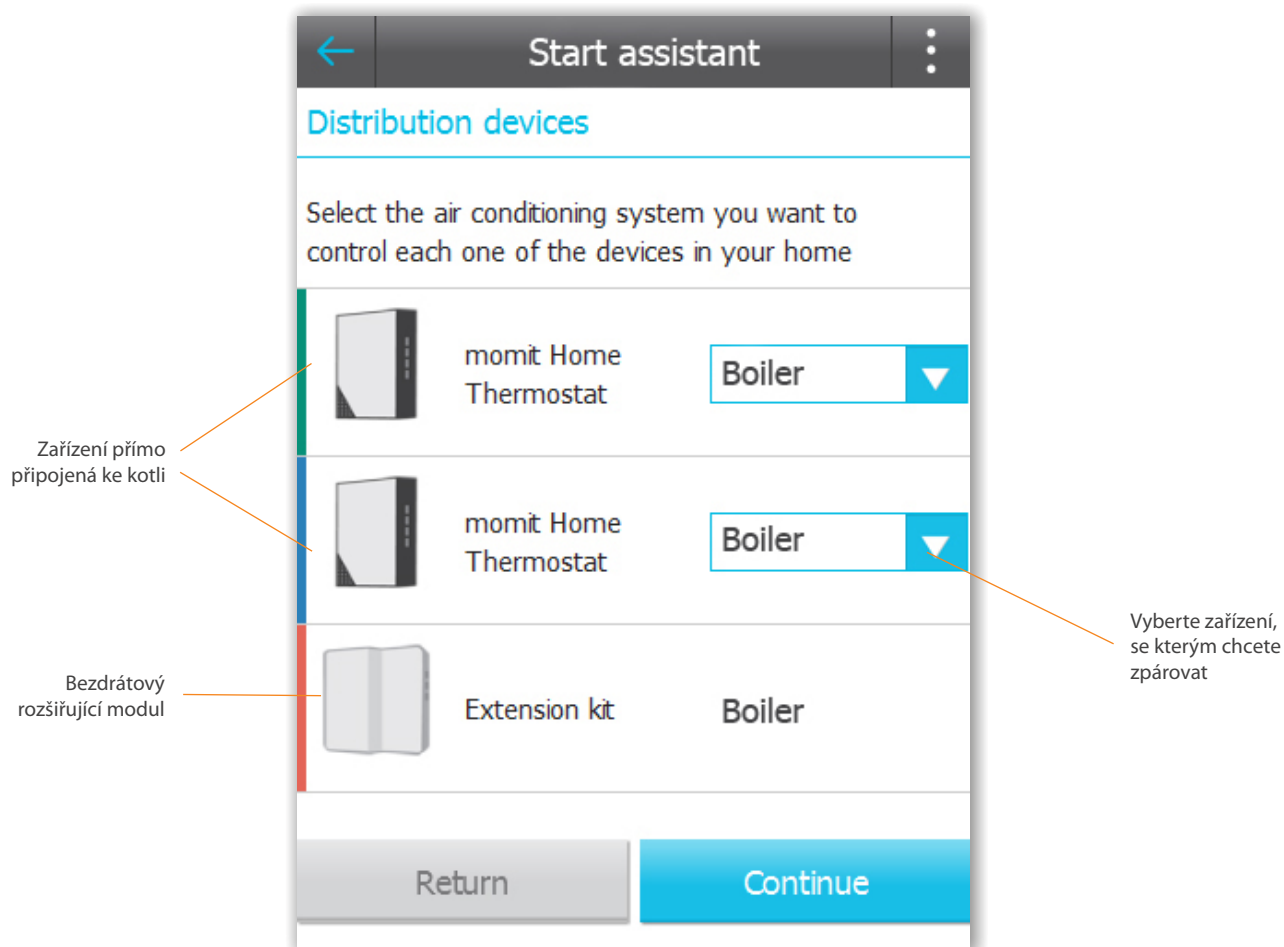 Start assistant
Distribution devices
Select the air conditioning system you want to
control each one of the devices in your home
momit Home
Thermostat
Boiler
Zařízení přímo
připojená ke kotli
momit Home
Thermostat
Boiler
Vyberte zařízení,
se kterým chcete
zpárovat
Bezdrátový
rozšiřující modul
Extension kit
Boiler
Return
Continue